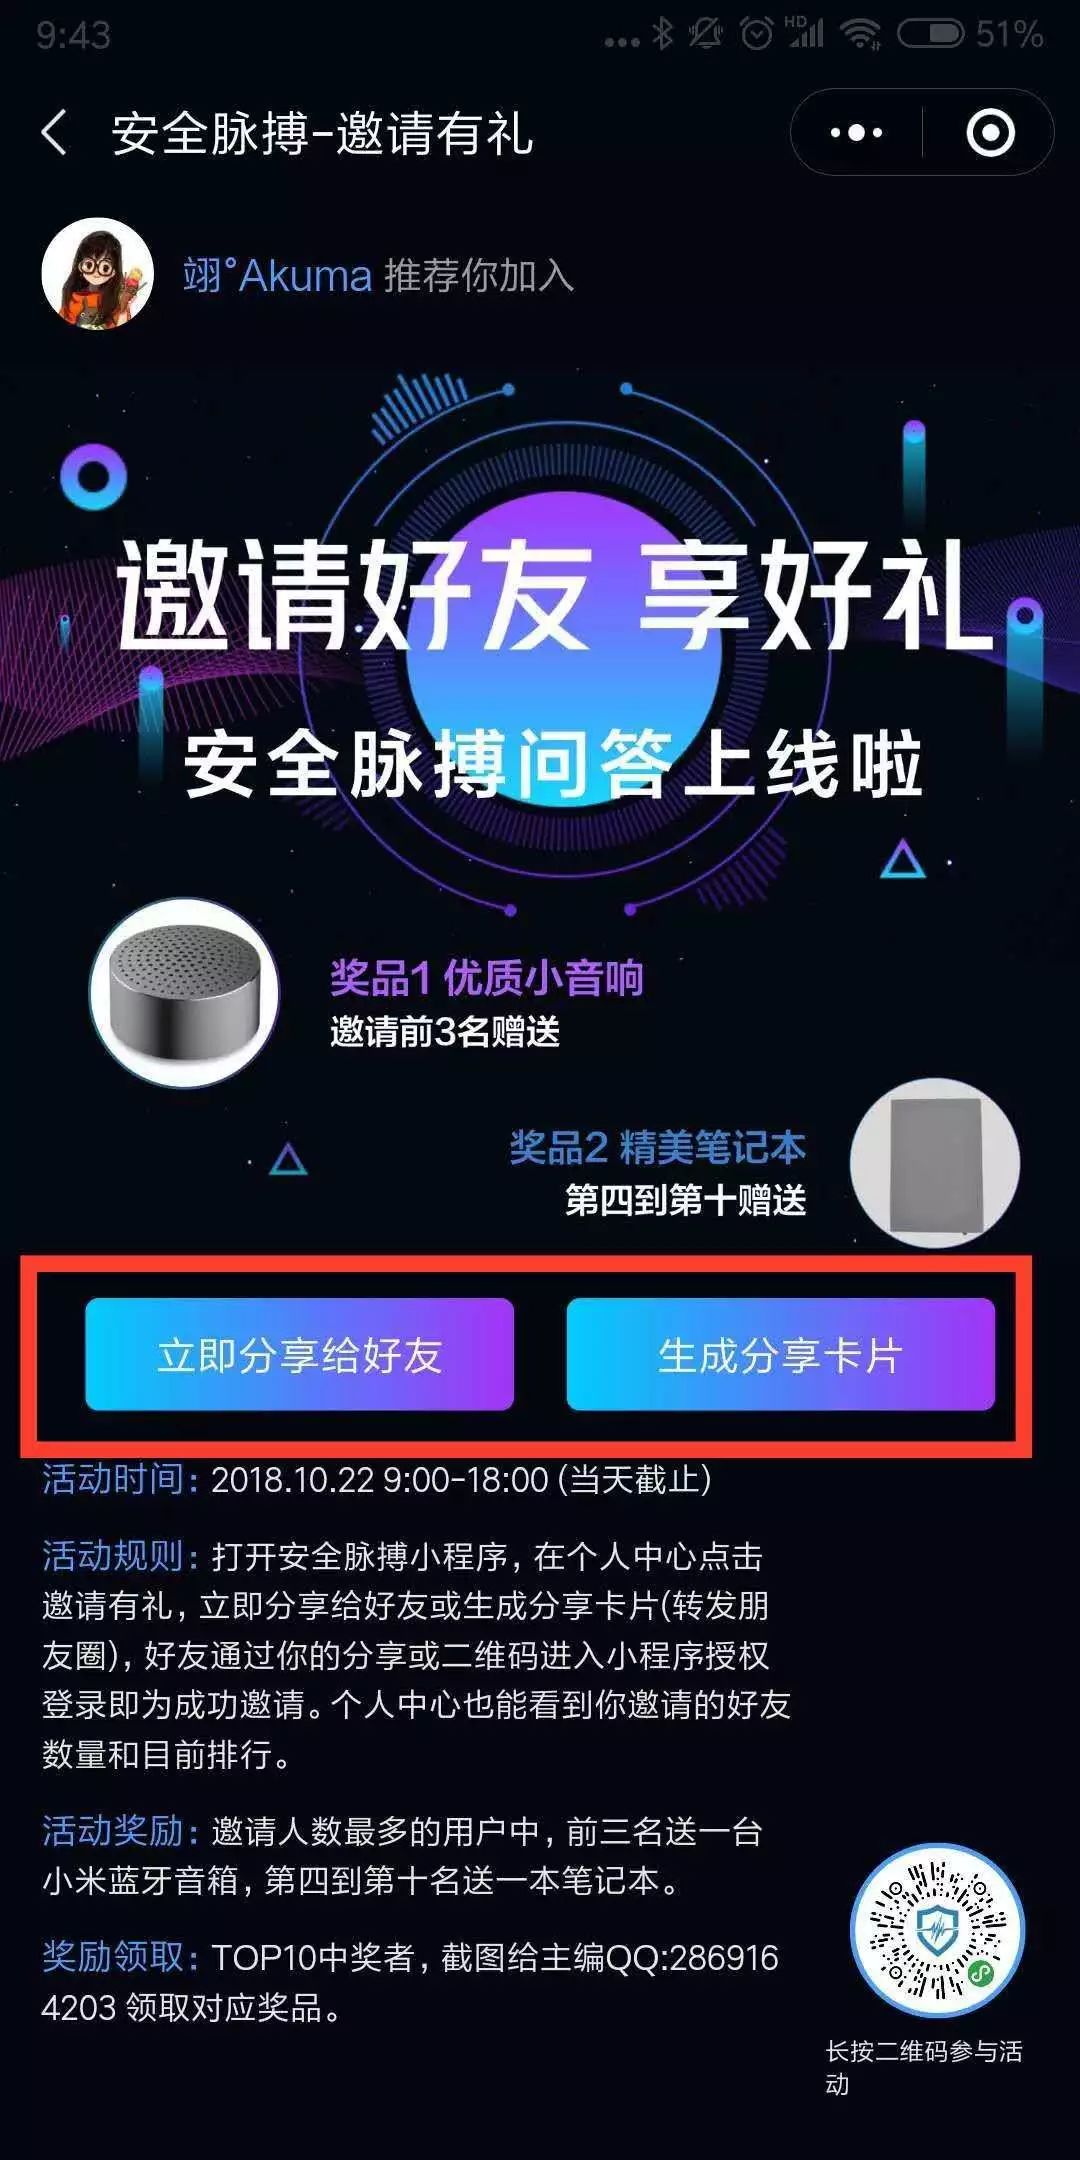 9:43
HD
51%
安全脉搏-邀请有礼
翊°Akuma 推荐你加入
邀请好友 享好礼
安全脉搏问答上线啦
奖品1 优质小音响
邀请前3名赠送
奖品2 精美笔记本
第四到第十赠送
立即分享给好友
生成分享卡片
活动时间: 2018.10.22 9:00-18:00 (当天截止)
活动规则: 打开安全脉搏小程序, 在个人中心点击
邀请有礼, 立即分享给好友或生成分享卡片(转发朋
友圈), 好友通过你的分享或二维码进入小程序授权
登录即为成功邀请。个人中心也能看到你邀请的好友
数量和目前排行。
活动奖励: 邀请人数最多的用户中, 前三名送一台
小米蓝牙音箱, 第四到第十名送一本笔记本。
奖励领取: TOP10中奖者, 截图给主编QQ:286916
4203 领取对应奖品。
长按二维码参与活
动